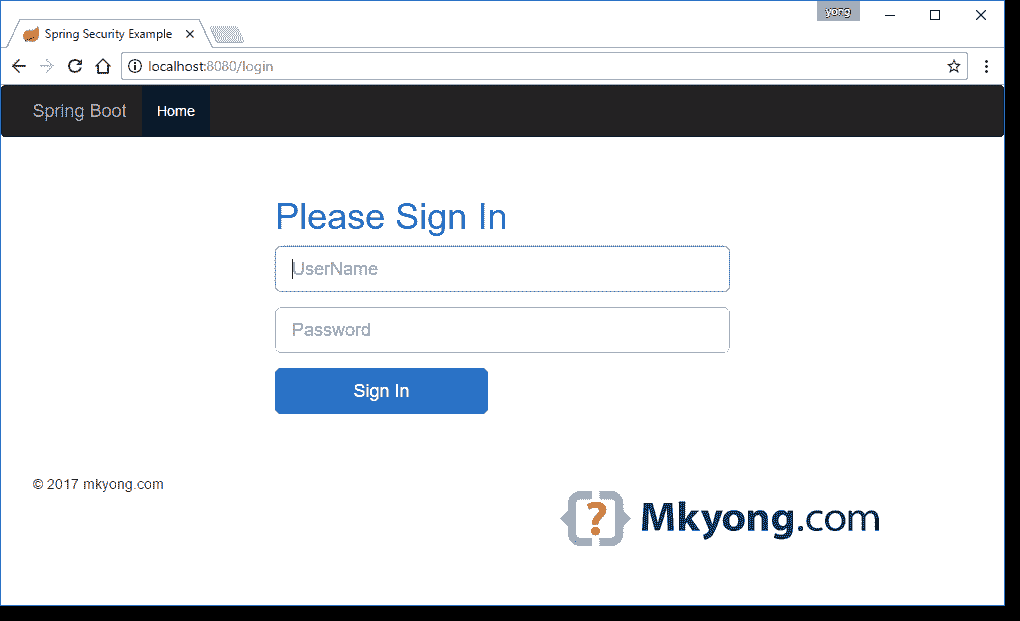 yong
Spring Security Example
localhost:8080/login
Spring Boot Home
Please Sign In
UserName
Password
Sign In
© 2017 mkyong.com
Mkyong.com